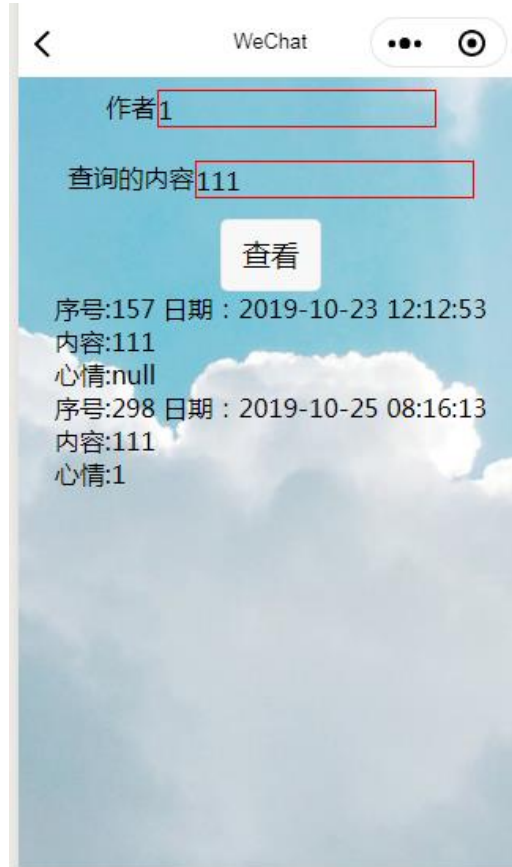 WeChat
作者1
查询的内容111
查看
序号:157 日期：2019-10-23 12:12:53
内容:111
心情:null
序号:298 日期：2019-10-25 08:16:13
内容:111
心情:1